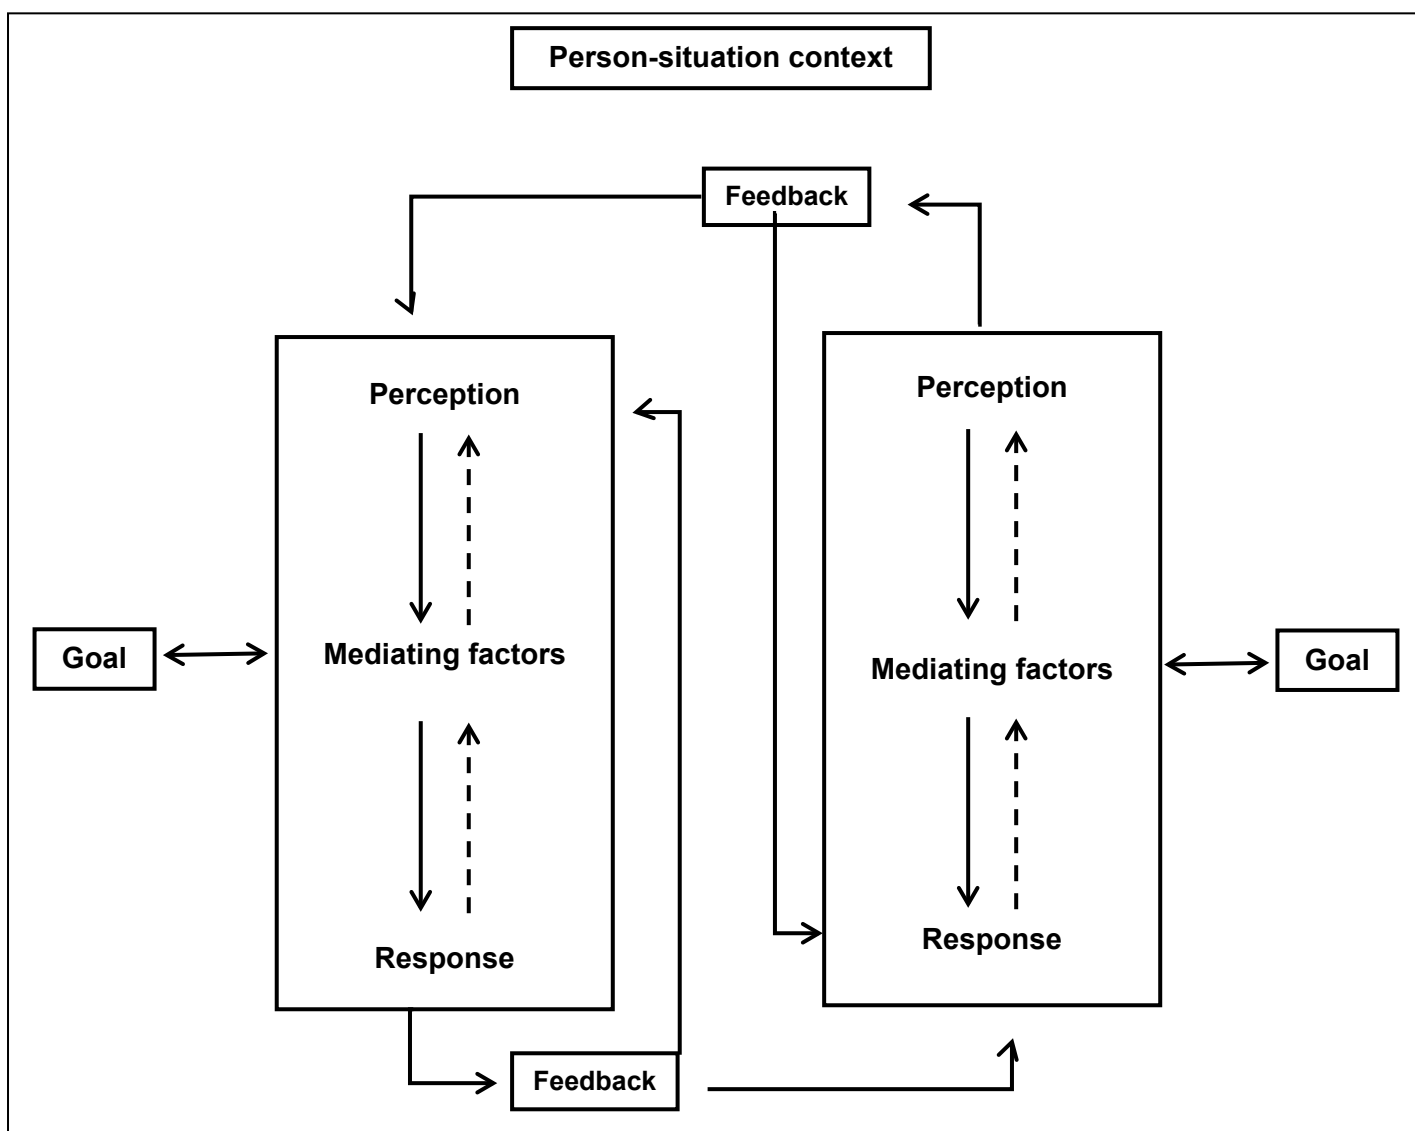 Person-situation context
Feedback
Perception
Perception
Goal
Mediating factors
Mediating factors
Goal
Response
Response
Feedback